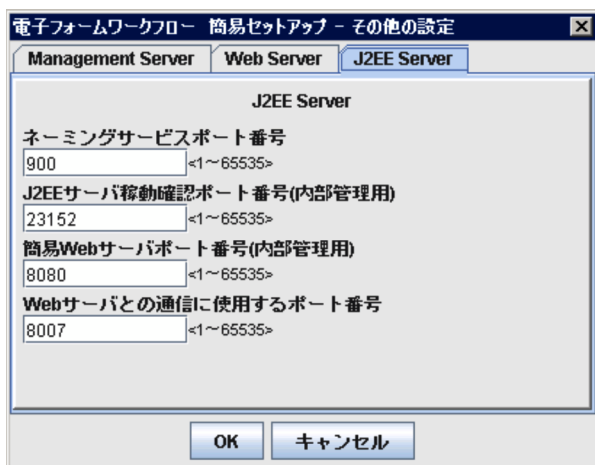 電子フォームワークフロー 簡易セットアップ - その他の設定
Management Server Web Server J2EE Server
J2EE Server
ネーミングサービスポート番号
900 <1～65535>
J2EEサーバ稼動確認ポート番号(内部管理用)
23152 <1～65535>
簡易Webサーバポート番号(内部管理用)
8080 <1～65535>
Webサーバとの通信に使用するポート番号
8007 <1～65535>
OK キャンセル